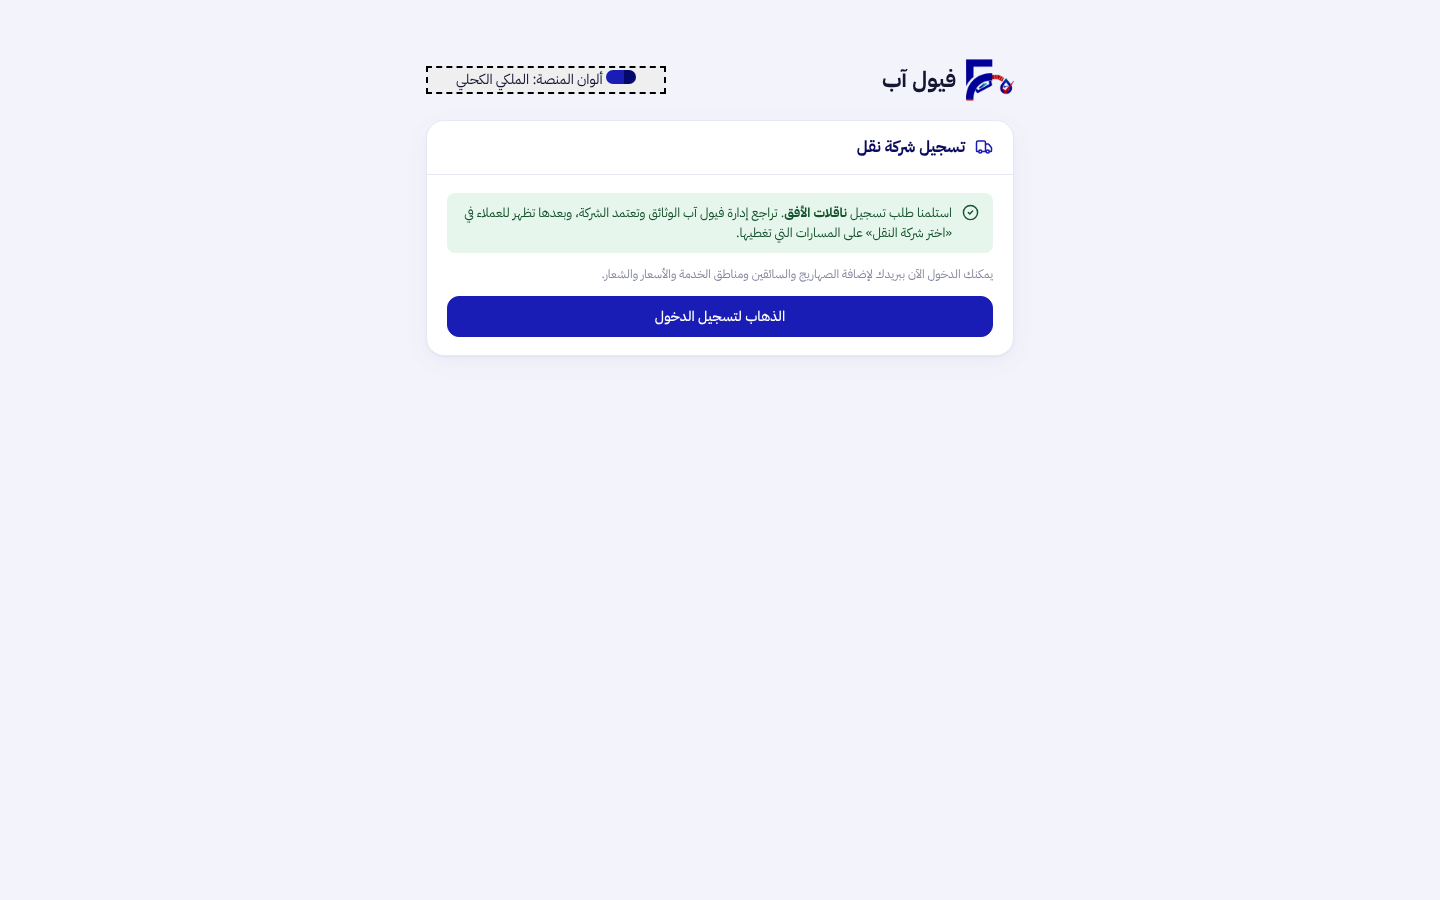 فيول آب
ألوان المنصة: الملكي الكحلي
تسجيل شركة نقل
استلمنا طلب تسجيل ناقلات الأفق. تراجع إدارة فيول آب الوثائق وتعتمد الشركة، وبعدها تظهر للعملاء في
«اختر شركة النقل» على المسارات التي تغطيها.
يمكنك الدخول الآن ببريدك لإضافة الصهاريج والسائقين ومناطق الخدمة والأسعار والشعار.
الذهاب لتسجيل الدخول